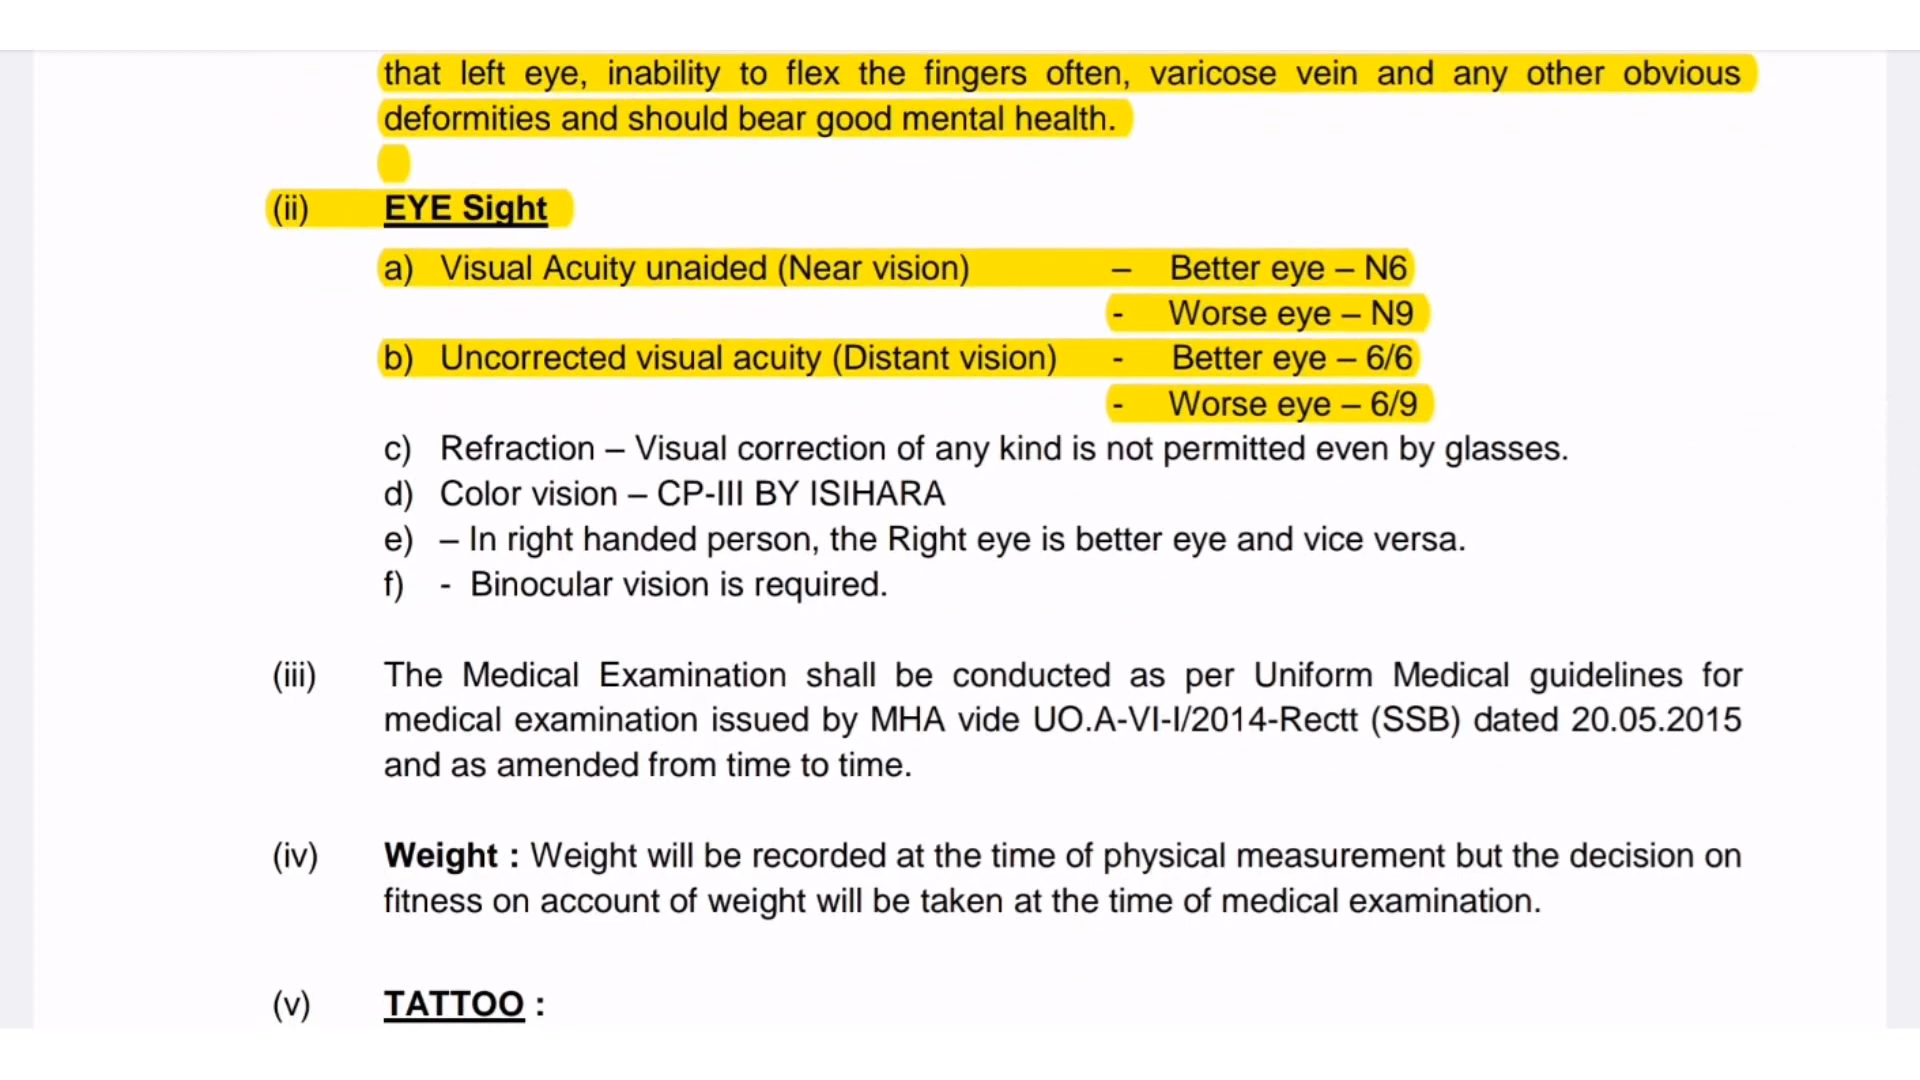 that left eye, inability to flex the fingers often, varicose vein and any other obvious
deformities and should bear good mental health.
(ii) EYE Sight
a) Visual Acuity unaided (Near vision) – Better eye – N6
- Worse eye – N9
b) Uncorrected visual acuity (Distant vision) - Better eye – 6/6
- Worse eye – 6/9
c) Refraction – Visual correction of any kind is not permitted even by glasses.
d) Color vision – CP-III BY ISIHARA
e) – In right handed person, the Right eye is better eye and vice versa.
f) - Binocular vision is required.
(iii) The Medical Examination shall be conducted as per Uniform Medical guidelines for
medical examination issued by MHA vide UO.A-VI-I/2014-Rectt (SSB) dated 20.05.2015
and as amended from time to time.
(iv) Weight : Weight will be recorded at the time of physical measurement but the decision on
fitness on account of weight will be taken at the time of medical examination.
(v) TATTOO :